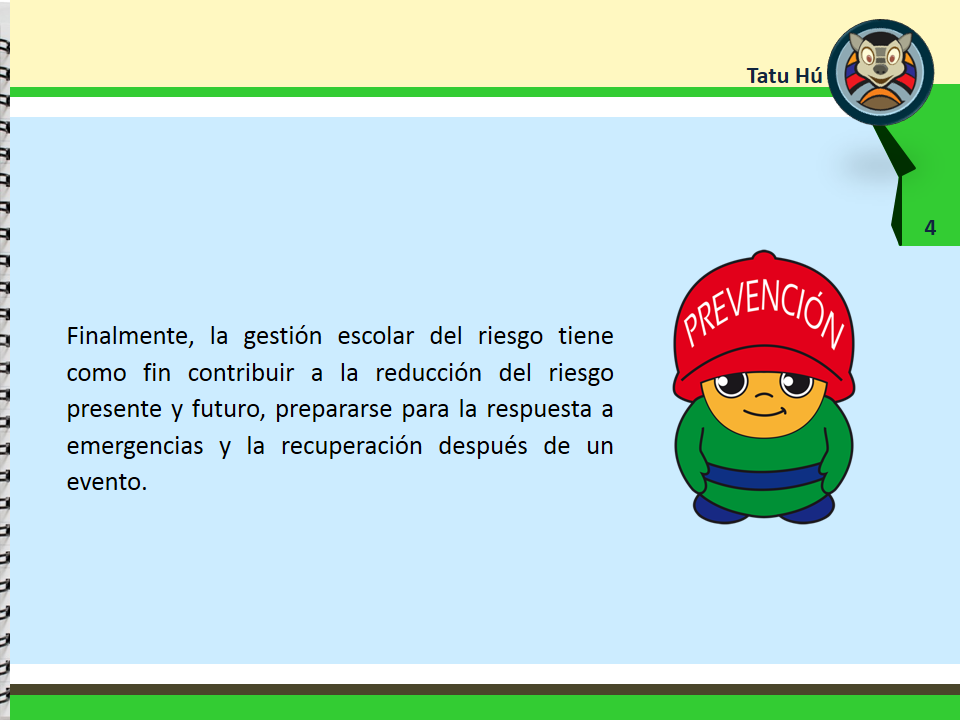 Tatu Hú
4
PREVENCIÓN
Finalmente, la gestión escolar del riesgo tiene
como fin contribuir a la reducción del riesgo
presente y futuro, prepararse para la respuesta a
emergencias y la recuperación después de un
evento.